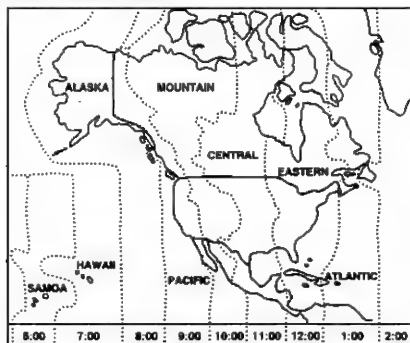 ALASKA MOUNTAIN
CENTRAL
EASTERN
HAWAII
SAMOA
PACIFIC
ATLANTIC
6:00 7:00 8:00 9:00 10:00 11:00 12:00 1:00 2:00